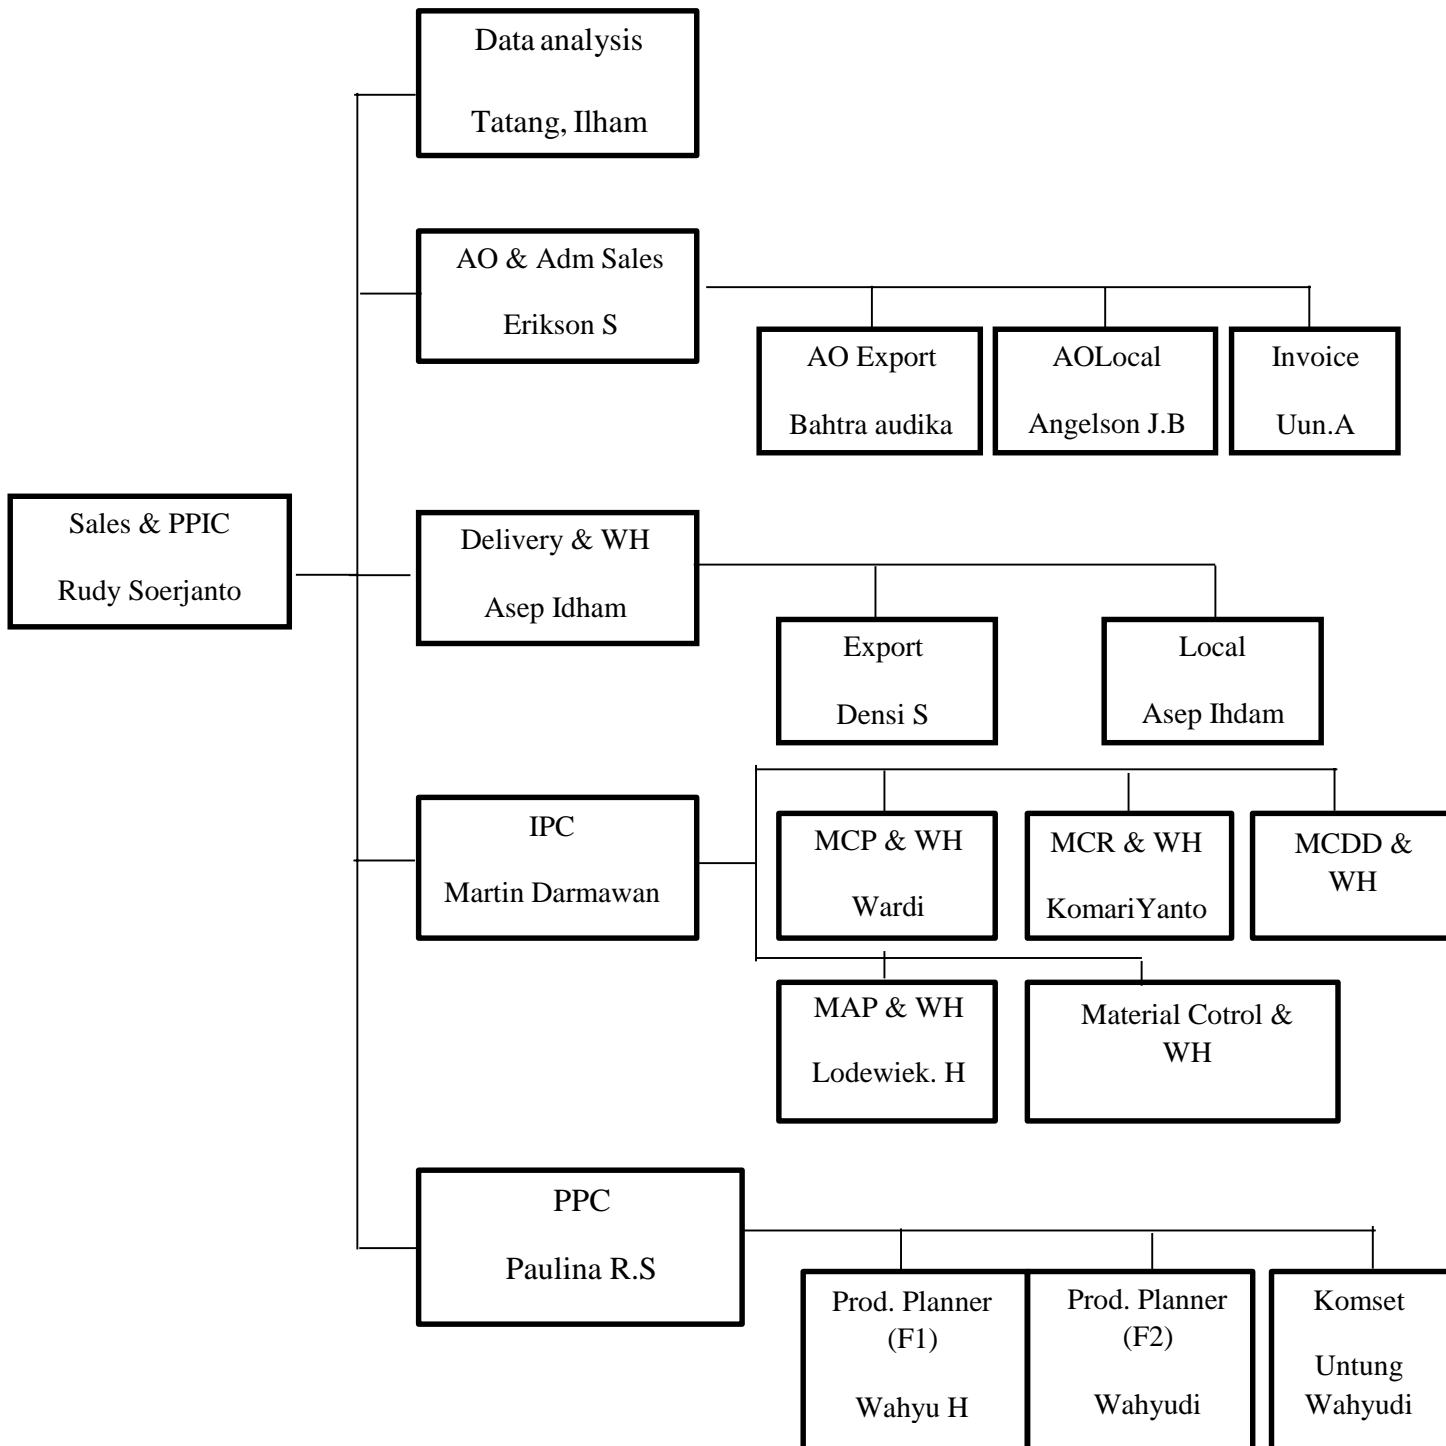 Data analysis
Tatang, Ilham
AO & Adm Sales
Erikson S
AO Export
Bahtra audika
AOLocal
Angelson J.B
Invoice
Uun.A
Sales & PPIC
Rudy Soerjanto
Delivery & WH
Asep Idham
Export
Densi S
Local
Asep Ihdam
IPC
Martin Darmawan
MCP & WH
Wardi
MCR & WH
KomariYanto
MCDD &
WH
MAP & WH
Lodewiek. H
Material Cotrol &
WH
PPC
Paulina R.S
Prod. Planner
(F1)
Wahyu H
Prod. Planner
(F2)
Wahyudi
Komset
Untung
Wahyudi